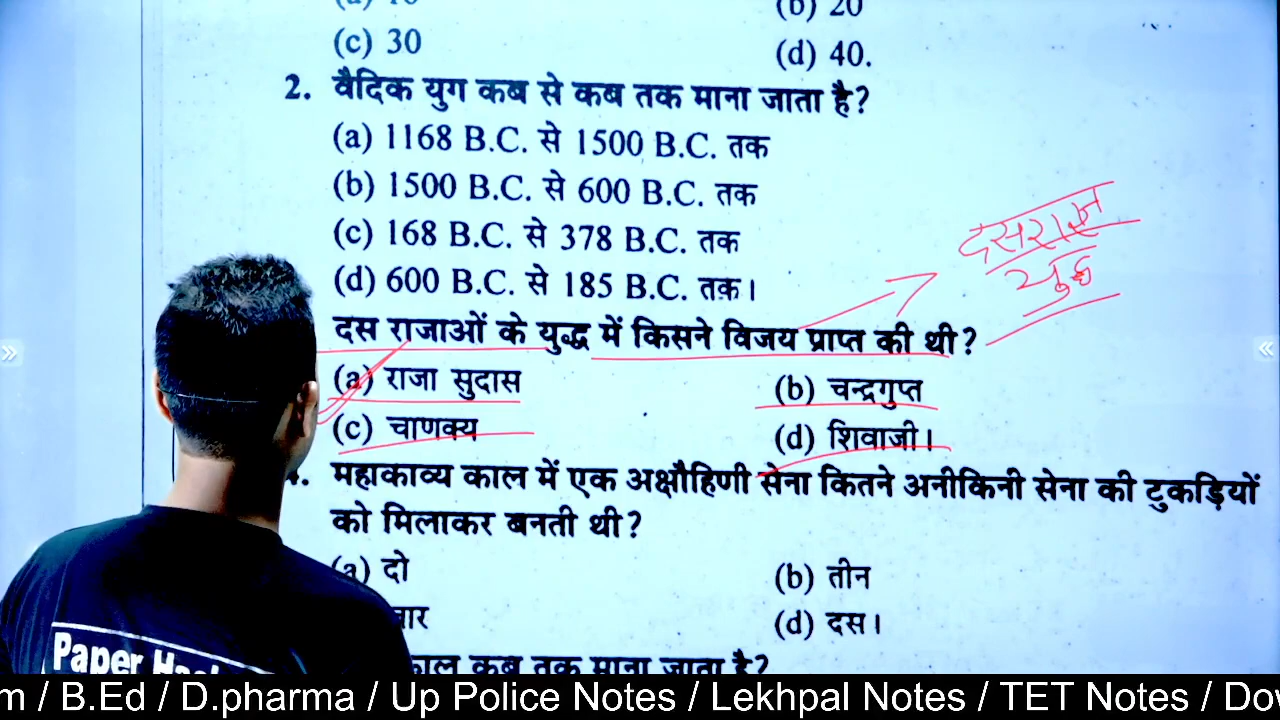 (c) 30 (d) 40.
2. वैदिक युग कब से कब तक माना जाता है?
(a) 1168 B.C. से 1500 B.C. तक
(b) 1500 B.C. से 600 B.C. तक
(c) 168 B.C. से 378 B.C. तक
(d) 600 B.C. से 185 B.C. तक।
दसराज्ञ
युद्ध
दस राजाओं के युद्ध में किसने विजय प्राप्त की थी?
(a) राजा सुदास (b) चन्द्रगुप्त
(c) चाणक्य (d) शिवाजी।
महाकाव्य काल में एक अक्षौहिणी सेना कितने अनीकिनी सेना की टुकड़ियों
को मिलाकर बनती थी?
(a) दो (b) तीन
(d) दस।
काल कब तक माना जाता है?
Paper
/ B.Ed / D.pharma / Up Police Notes / Lekhpal Notes / TET Notes /